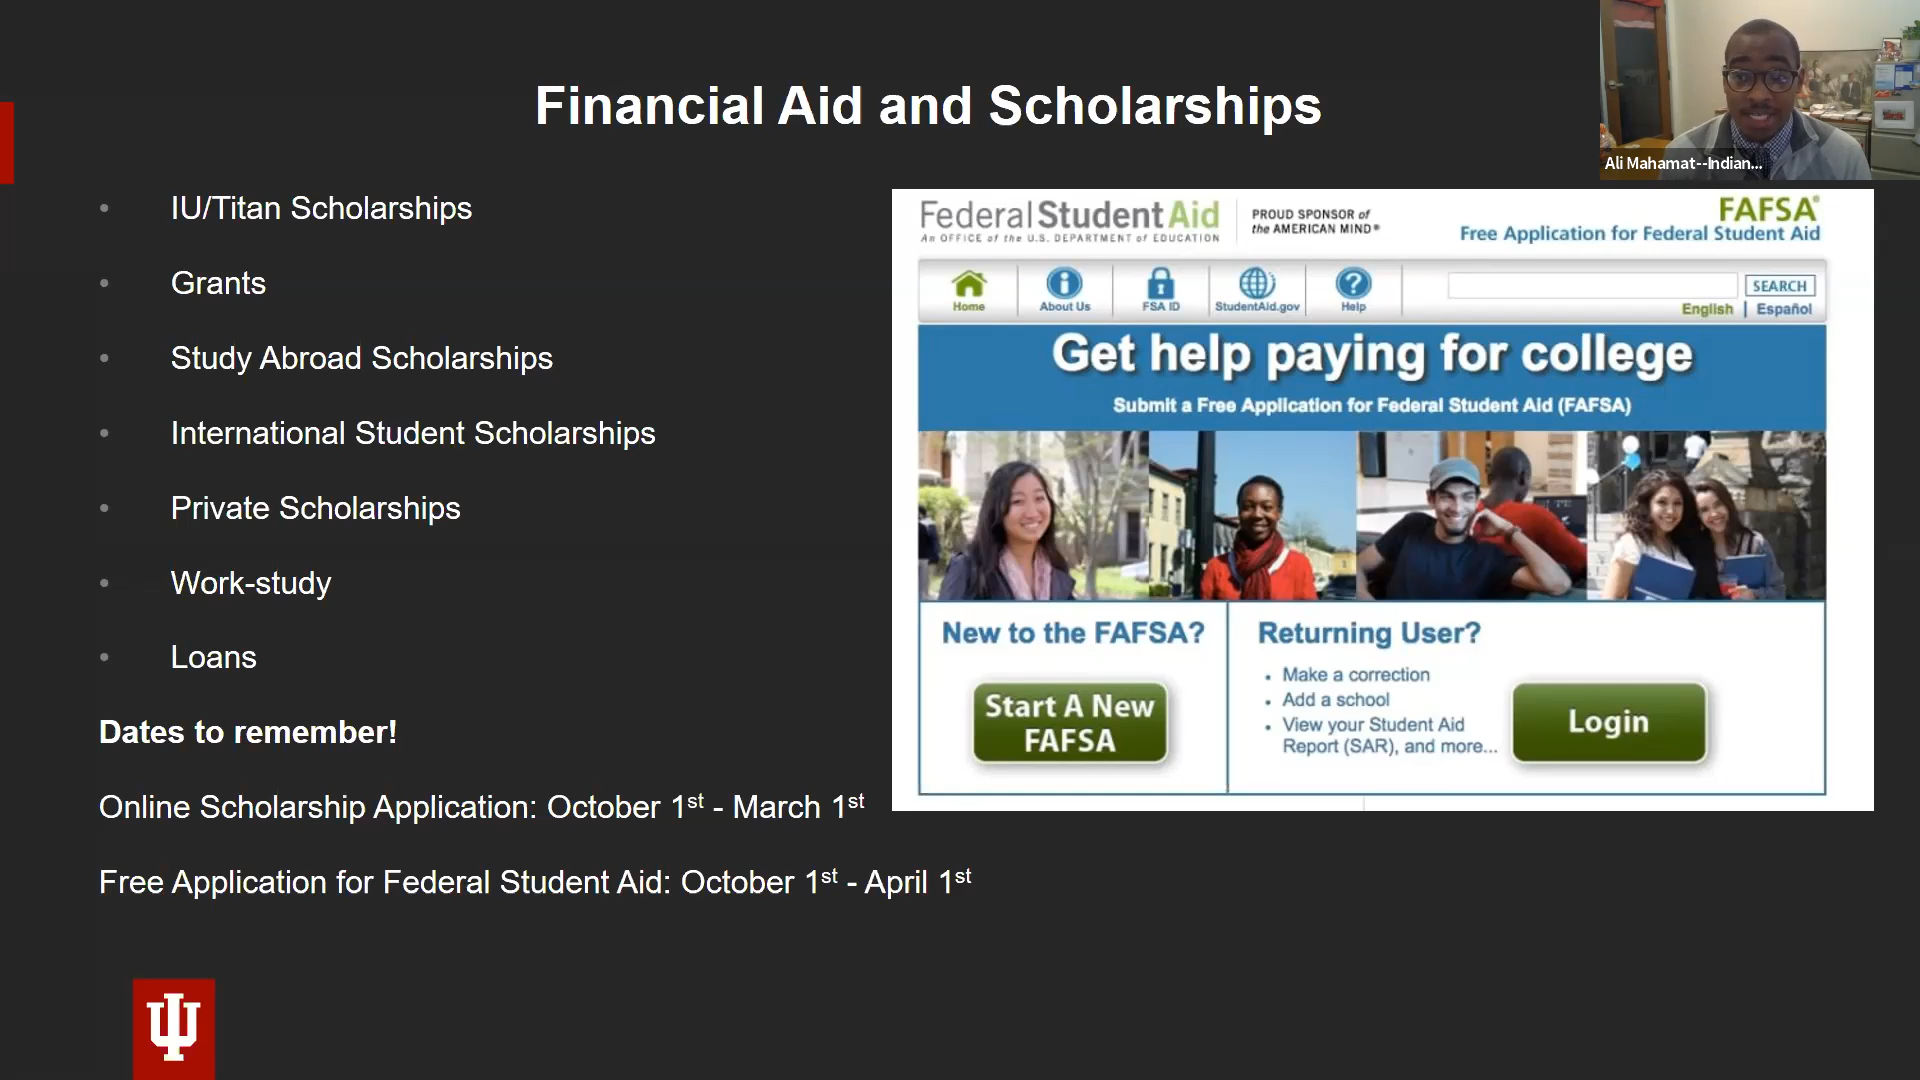 Financial Aid and Scholarships
Ali Mahamat--Indian...
• IU/Titan Scholarships
• Grants
• Study Abroad Scholarships
• International Student Scholarships
• Private Scholarships
• Work-study
• Loans
Dates to remember!
Online Scholarship Application: October 1st - March 1st
Free Application for Federal Student Aid: October 1st - April 1st
Federal Student Aid
An OFFICE of the U.S. DEPARTMENT of EDUCATION
PROUD SPONSOR of
the AMERICAN MIND®
FAFSA®
Free Application for Federal Student Aid
Home
About Us
FSA ID
StudentAid.gov
Help
SEARCH
English | Español
Get help paying for college
Submit a Free Application for Federal Student Aid (FAFSA)
New to the FAFSA?
Start A New
FAFSA
Returning User?
• Make a correction
• Add a school
• View your Student Aid
Report (SAR), and more...
Login